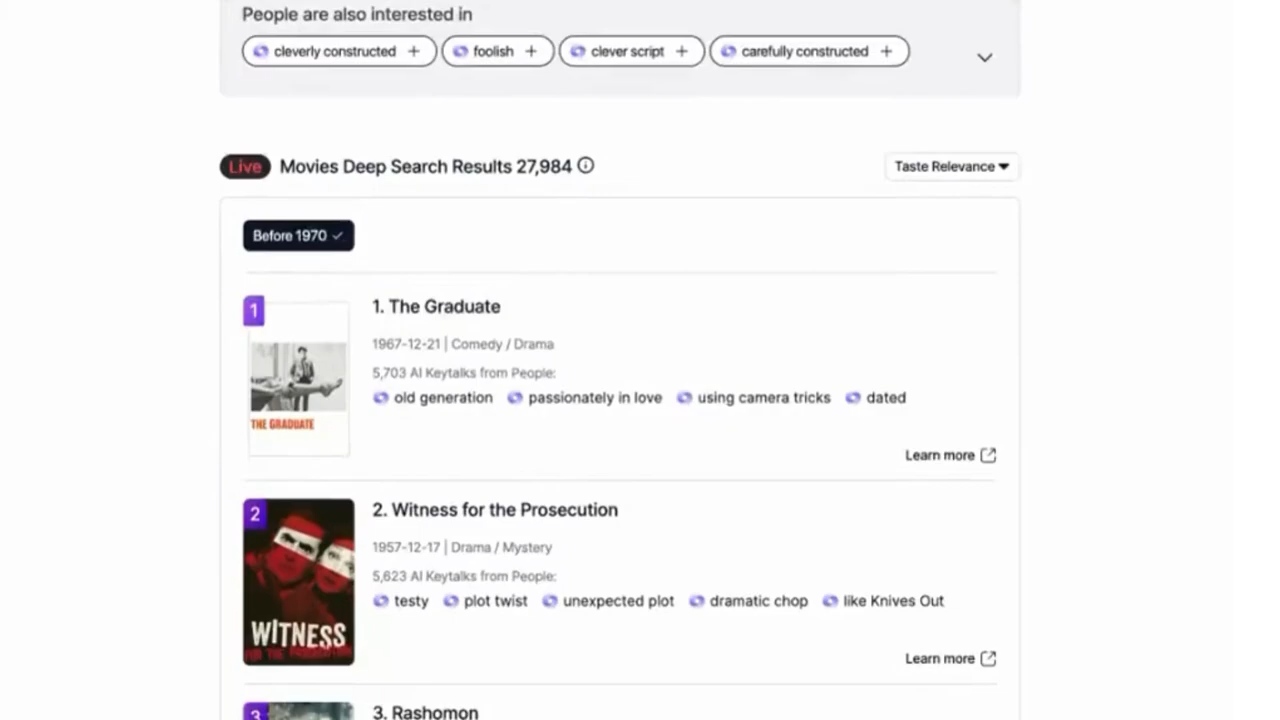 People are also interested in
cleverly constructed +
foolish +
clever script +
carefully constructed +
Live Movies Deep Search Results 27,984
Taste Relevance
Before 1970
1
1. The Graduate
1967-12-21 | Comedy / Drama
5,703 AI Keytalks from People:
old generation passionately in love using camera tricks dated
THE GRADUATE
Learn more
2
2. Witness for the Prosecution
1957-12-17 | Drama / Mystery
5,623 AI Keytalks from People:
testy plot twist unexpected plot dramatic chop like Knives Out
WITNESS
FOR THE PROSECUTION
Learn more
3
3. Rashomon